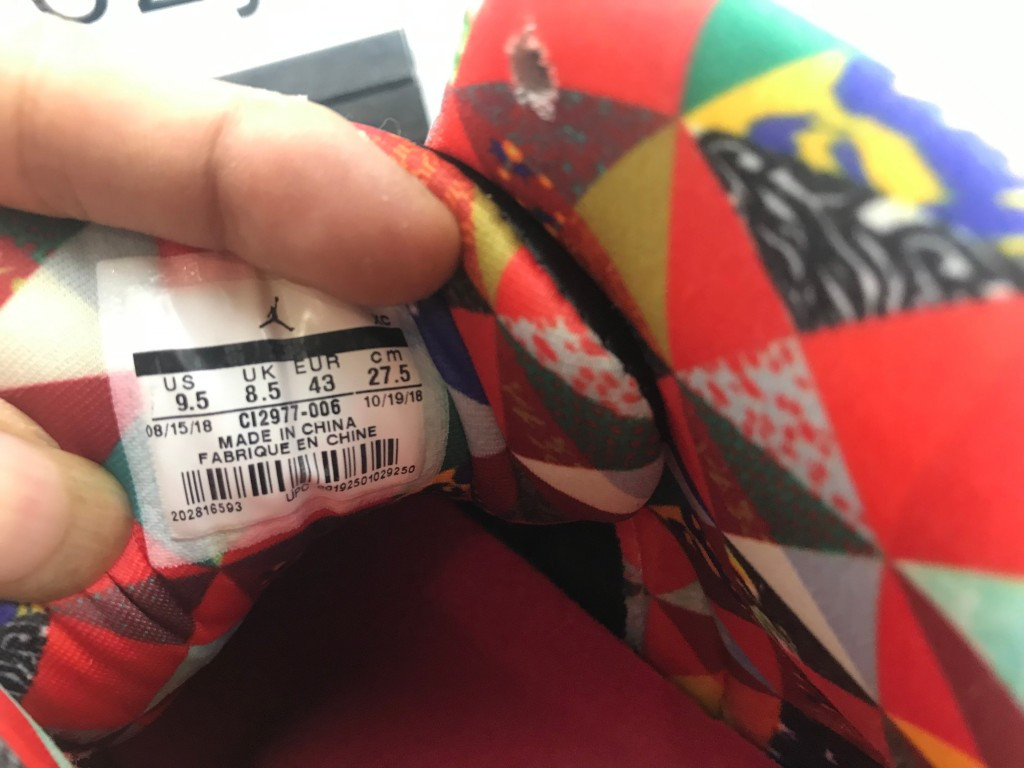 XC
US UK EUR cm
9.5 8.5 43 27.5
08/15/18 CI2977-006 10/19/18
MADE IN CHINA
FABRIQUE EN CHINE
202816593